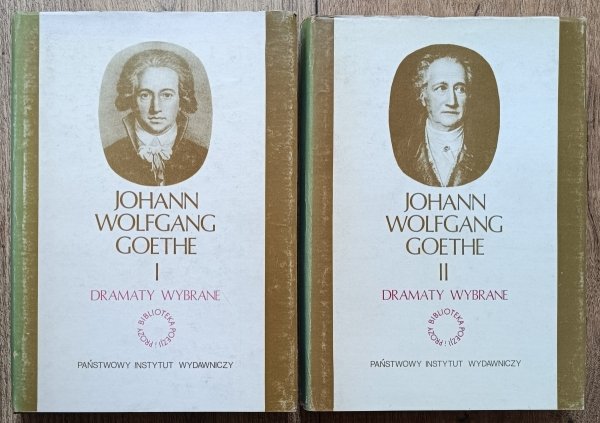 JOHANN
WOLFGANG
GOETHE
I
DRAMATY WYBRANE
BIBLIOTEKA POEZJI I PROZY
PAŃSTWOWY INSTYTUT WYDAWNICZY
JOHANN
WOLFGANG
GOETHE
II
DRAMATY WYBRANE
BIBLIOTEKA POEZJI I PROZY
PAŃSTWOWY INSTYTUT WYDAWNICZY